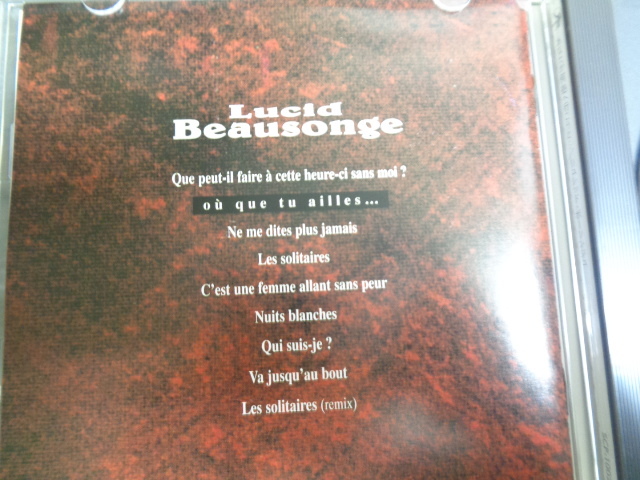 Lucid
Beausonge
Que peut-il faire à cette heure-ci sans moi ?
où que tu ailles...
Ne me dites plus jamais
Les solitaires
C'est une femme allant sans peur
Nuits blanches
Qui suis-je ?
Va jusqu'au bout
Les solitaires (remix)